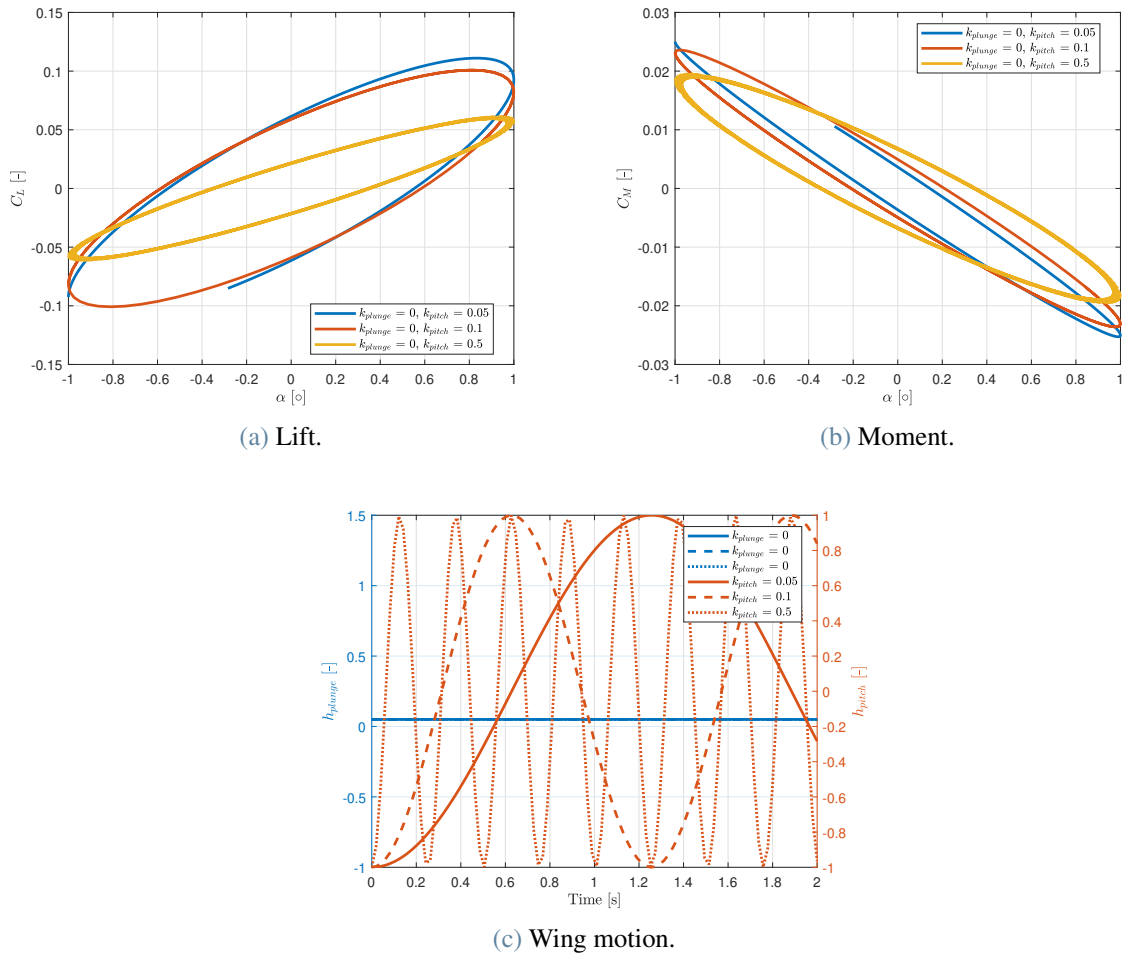 0.15
0.1
0.05
0
-0.05
-0.1
-0.15
C_L [-]
-1 -0.8 -0.6 -0.4 -0.2 0 0.2 0.4 0.6 0.8 1
α [∘]
k_plunge = 0, k_pitch = 0.05
k_plunge = 0, k_pitch = 0.1
k_plunge = 0, k_pitch = 0.5
(a) Lift.
0.03
0.02
0.01
0
-0.01
-0.02
-0.03
C_M [-]
-1 -0.8 -0.6 -0.4 -0.2 0 0.2 0.4 0.6 0.8 1
α [∘]
k_plunge = 0, k_pitch = 0.05
k_plunge = 0, k_pitch = 0.1
k_plunge = 0, k_pitch = 0.5
(b) Moment.
1.5
1
0.5
0
-0.5
-1
h_plunge [-]
k_plunge = 0
k_plunge = 0
k_plunge = 0
k_pitch = 0.05
k_pitch = 0.1
k_pitch = 0.5
1
0.8
0.6
0.4
0.2
0
-0.2
-0.4
-0.6
-0.8
-1
h_pitch [-]
0 0.2 0.4 0.6 0.8 1 1.2 1.4 1.6 1.8 2
Time [s]
(c) Wing motion.